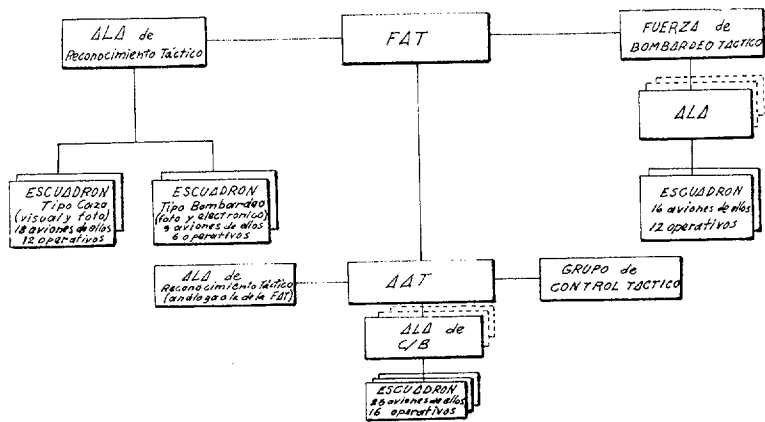 ALA de
Reconocimiento Táctico
FAT
FUERZA de
BOMBARDEO TACTICO
ALA
ESCUADRON
Tipo Caza
(visual y foto)
18 aviones de ellos
12 operativos
ESCUADRON
Tipo Bombardeo
(foto y electronico)
9 aviones de ellos
6 operativos
ESCUADRON
16 aviones de ellos
12 operativos
ALA de
Reconocimiento Táctico
(análoga a la de la FAT)
AAT
GRUPO de
CONTROL TACTICO
ALA de
C/B
ESCUADRON
aviones de ellos
16 operativos